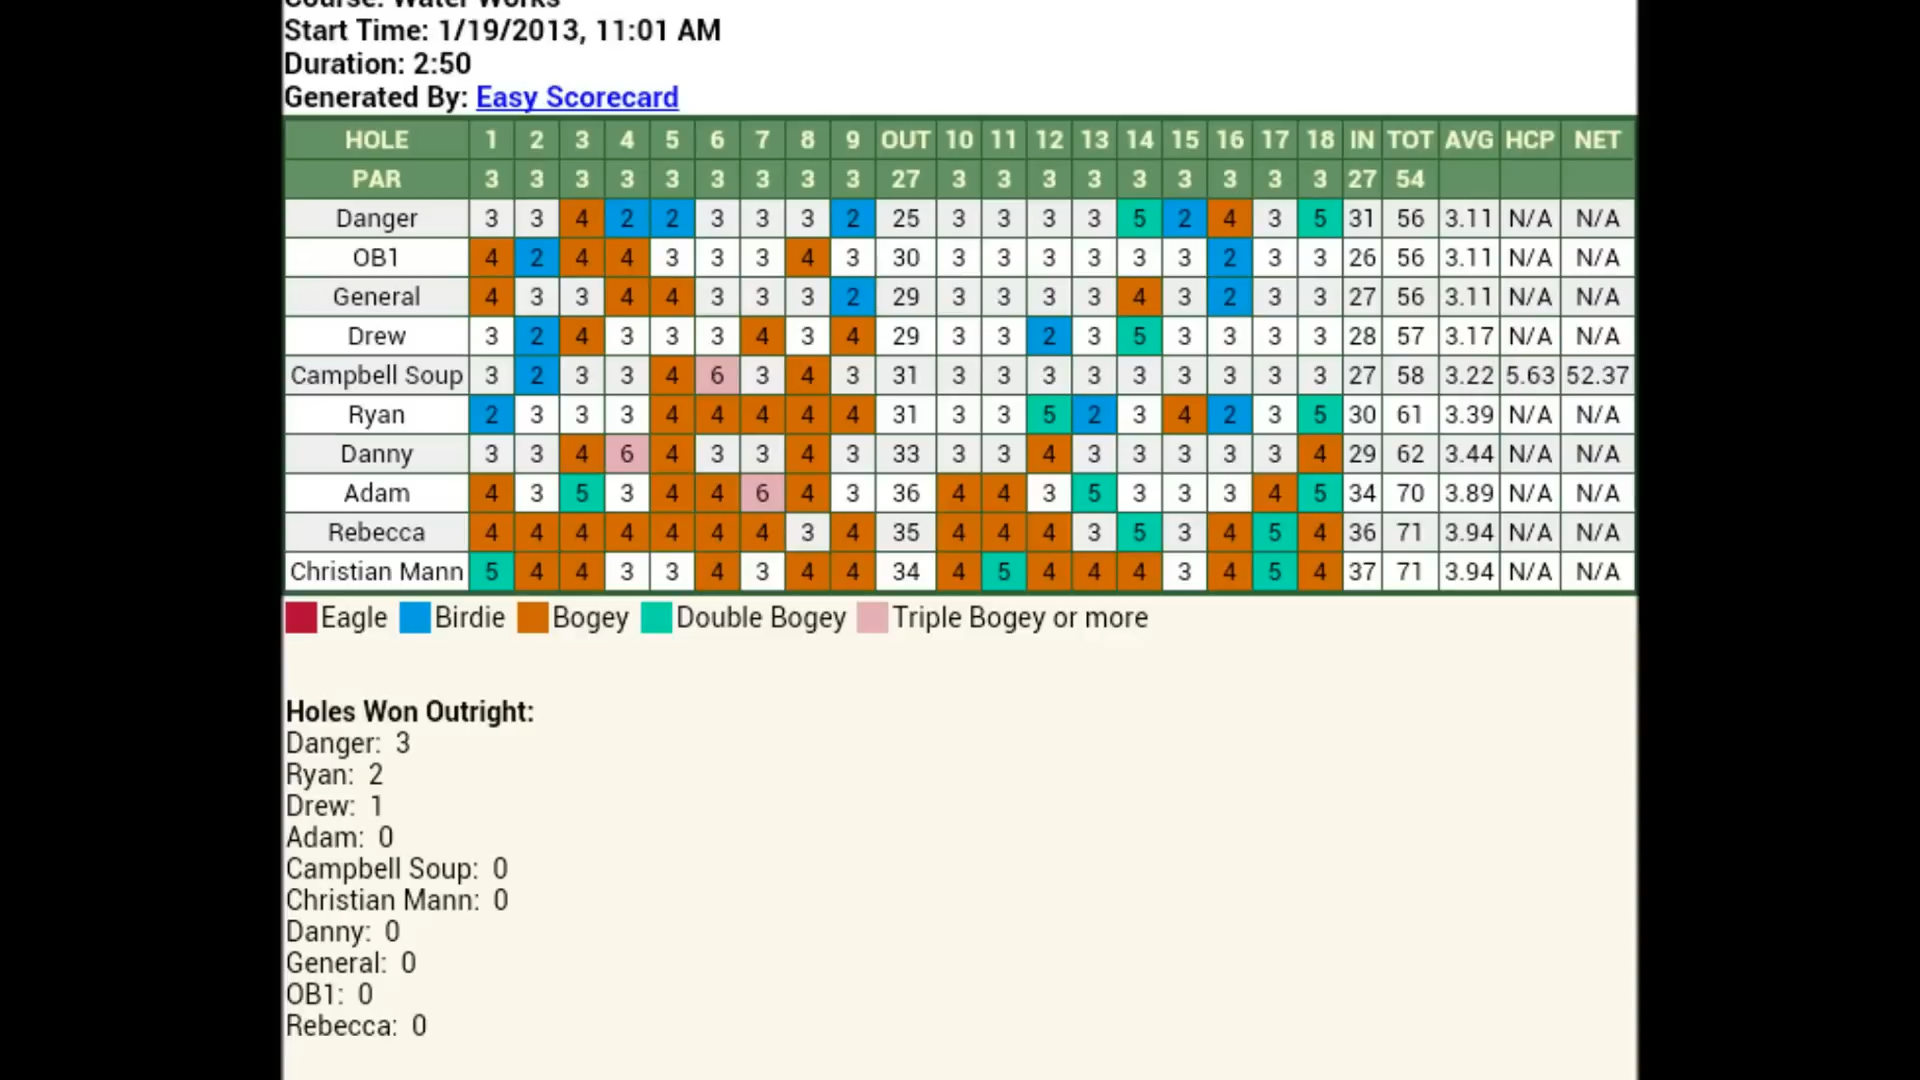 Course: Water Works
Start Time: 1/19/2013, 11:01 AM
Duration: 2:50
Generated By: Easy Scorecard
HOLE 1 2 3 4 5 6 7 8 9 OUT 10 11 12 13 14 15 16 17 18 IN TOT AVG HCP NET
PAR 3 3 3 3 3 3 3 3 3 27 3 3 3 3 3 3 3 3 3 27 54
Danger 3 3 4 2 2 3 3 3 2 25 3 3 3 3 5 2 4 3 5 31 56 3.11 N/A N/A
OB1 4 2 4 4 3 3 3 4 3 30 3 3 3 3 3 3 2 3 3 26 56 3.11 N/A N/A
General 4 3 3 4 4 3 3 3 2 29 3 3 3 3 4 3 2 3 3 27 56 3.11 N/A N/A
Drew 3 2 4 3 3 3 4 3 4 29 3 3 2 3 5 3 3 3 3 28 57 3.17 N/A N/A
Campbell Soup 3 2 3 3 4 6 3 4 3 31 3 3 3 3 3 3 3 3 3 27 58 3.22 5.63 52.37
Ryan 2 3 3 3 4 4 4 4 4 31 3 3 5 2 3 4 2 3 5 30 61 3.39 N/A N/A
Danny 3 3 4 6 4 3 3 4 3 33 3 3 4 3 3 3 3 3 4 29 62 3.44 N/A N/A
Adam 4 3 5 3 4 4 6 4 3 36 4 4 3 5 3 3 3 4 5 34 70 3.89 N/A N/A
Rebecca 4 4 4 4 4 4 4 3 4 35 4 4 4 3 5 3 4 5 4 36 71 3.94 N/A N/A
Christian Mann 5 4 4 3 3 4 3 4 4 34 4 5 4 4 4 3 4 5 4 37 71 3.94 N/A N/A
Eagle Birdie Bogey Double Bogey Triple Bogey or more
Holes Won Outright:
Danger: 3
Ryan: 2
Drew: 1
Adam: 0
Campbell Soup: 0
Christian Mann: 0
Danny: 0
General: 0
OB1: 0
Rebecca: 0